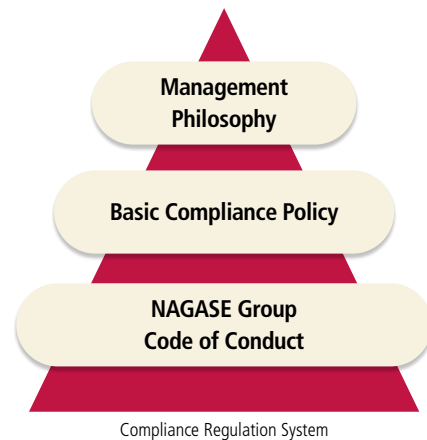 Management
Philosophy
Basic Compliance Policy
NAGASE Group
Code of Conduct
Compliance Regulation System